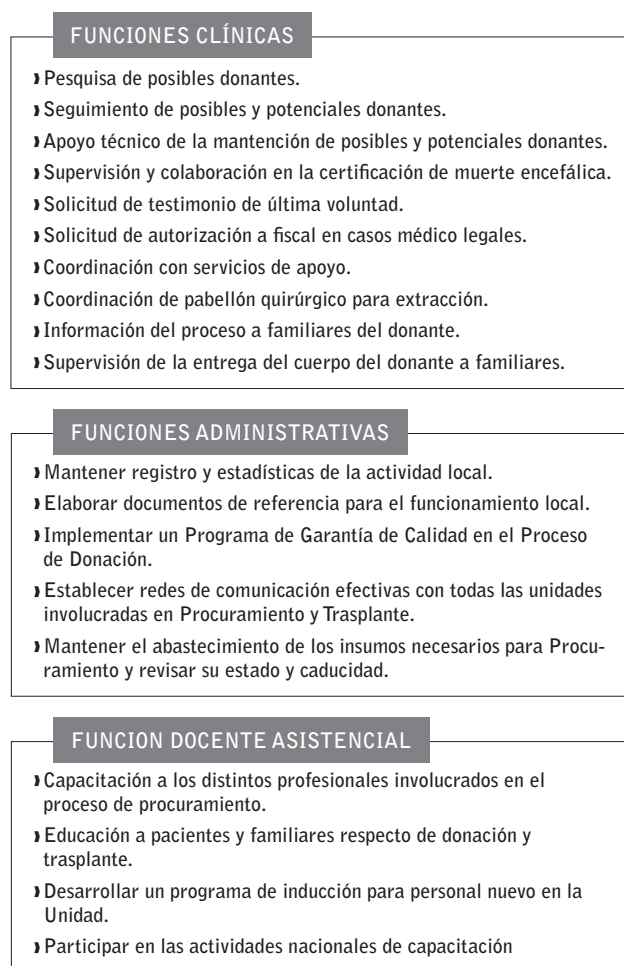 FUNCIONES CLÍNICAS
❱ Pesquisa de posibles donantes.
❱ Seguimiento de posibles y potenciales donantes.
❱ Apoyo técnico de la mantención de posibles y potenciales donantes.
❱ Supervisión y colaboración en la certificación de muerte encefálica.
❱ Solicitud de testimonio de última voluntad.
❱ Solicitud de autorización a fiscal en casos médico legales.
❱ Coordinación con servicios de apoyo.
❱ Coordinación de pabellón quirúrgico para extracción.
❱ Información del proceso a familiares del donante.
❱ Supervisión de la entrega del cuerpo del donante a familiares.
FUNCIONES ADMINISTRATIVAS
❱ Mantener registro y estadísticas de la actividad local.
❱ Elaborar documentos de referencia para el funcionamiento local.
❱ Implementar un Programa de Garantía de Calidad en el Proceso
de Donación.
❱ Establecer redes de comunicación efectivas con todas las unidades
involucradas en Procuramiento y Trasplante.
❱ Mantener el abastecimiento de los insumos necesarios para Procu-
ramiento y revisar su estado y caducidad.
FUNCION DOCENTE ASISTENCIAL
❱ Capacitación a los distintos profesionales involucrados en el
proceso de procuramiento.
❱ Educación a pacientes y familiares respecto de donación y
trasplante.
❱ Desarrollar un programa de inducción para personal nuevo en la
Unidad.
❱ Participar en las actividades nacionales de capacitación